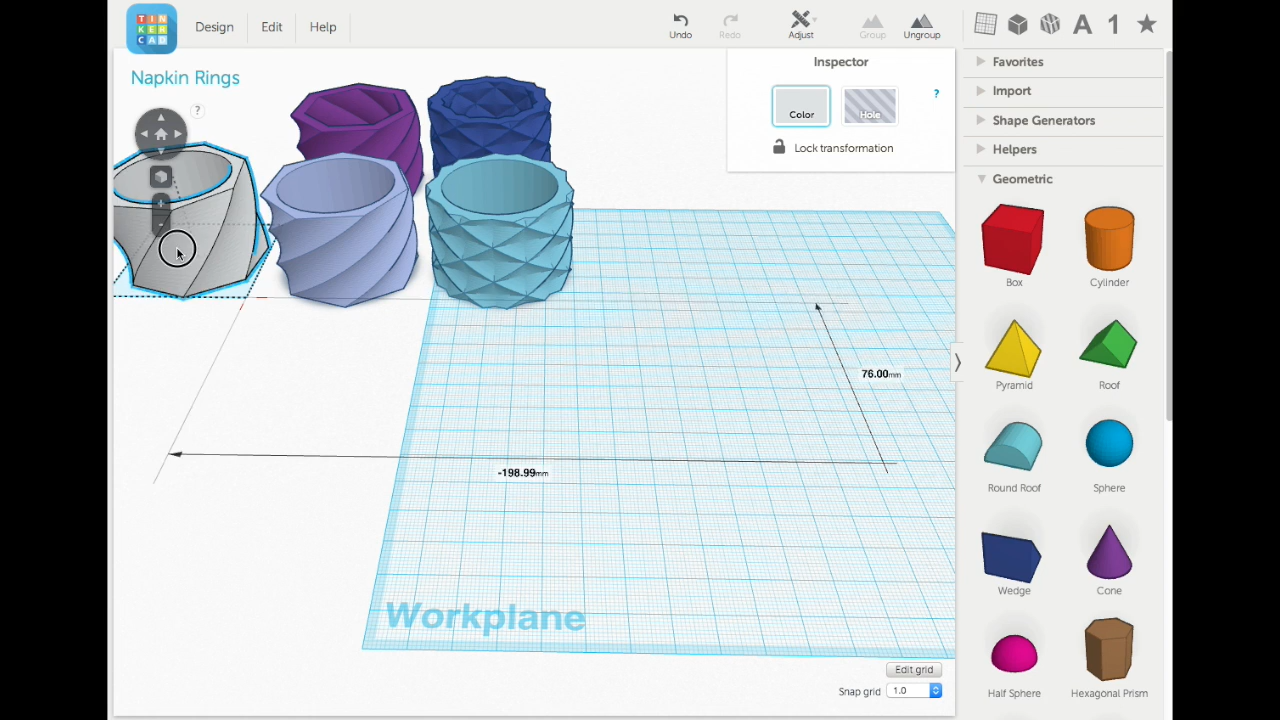 TIN
KER
CAD
Design
Edit
Help
Undo
Redo
Adjust
Group
Ungroup
A
1
Napkin Rings
?
Inspector
Color
Hole
?
Lock transformation
Favorites
Import
Shape Generators
Helpers
Geometric
Box
Cylinder
Pyramid
Roof
Round Roof
Sphere
Wedge
Cone
Half Sphere
Hexagonal Prism
76.00mm
-198.99mm
Workplane
Edit grid
Snap grid 1.0